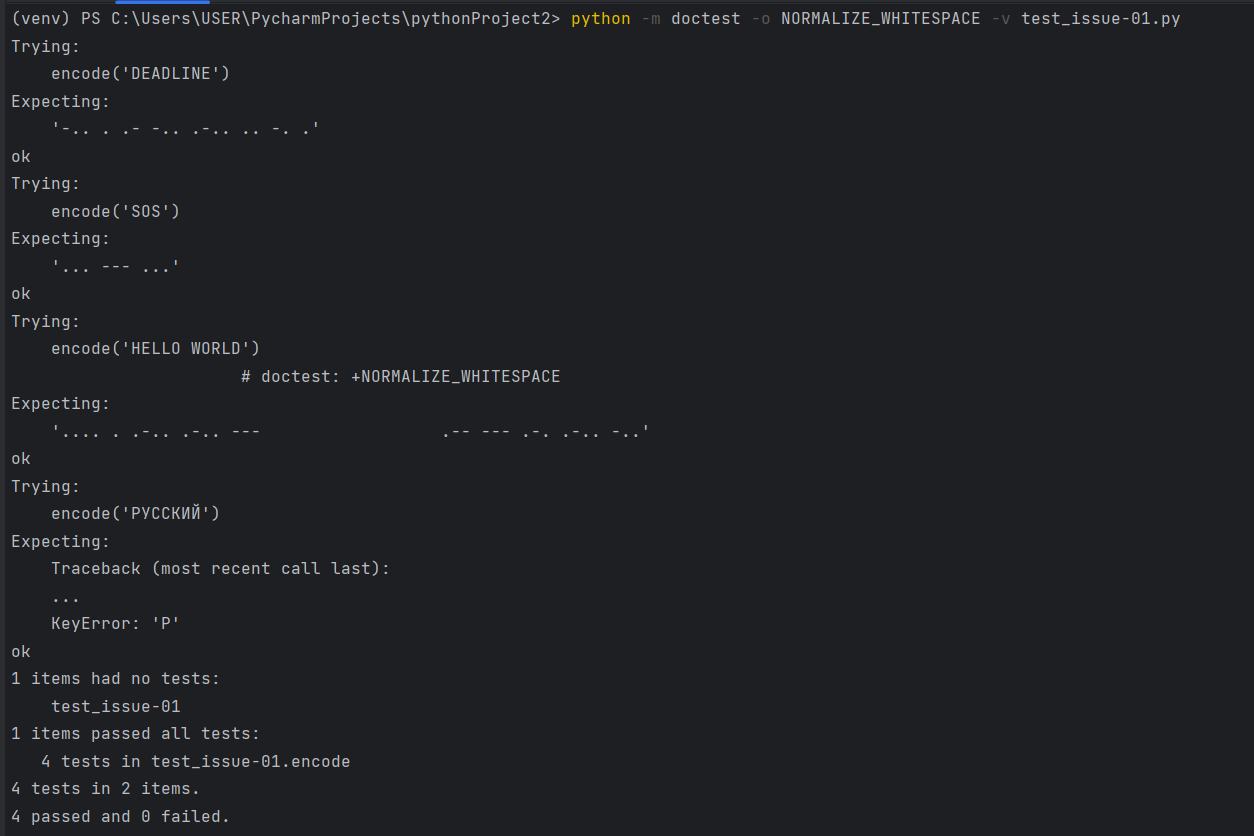 (venv) PS C:\Users\USER\PycharmProjects\pythonProject2> python -m doctest -o NORMALIZE_WHITESPACE -v test_issue-01.py
Trying:
    encode('DEADLINE')
Expecting:
    '-.. . .- -.. .-.. .. -. .'
ok
Trying:
    encode('SOS')
Expecting:
    '... --- ...'
ok
Trying:
    encode('HELLO WORLD')
                       # doctest: +NORMALIZE_WHITESPACE
Expecting:
    '.... . .-.. .-.. ---                  .-- --- .-. .-.. -..'
ok
Trying:
    encode('РУССКИЙ')
Expecting:
    Traceback (most recent call last):
    ...
    KeyError: 'Р'
ok
1 items had no tests:
    test_issue-01
1 items passed all tests:
   4 tests in test_issue-01.encode
4 tests in 2 items.
4 passed and 0 failed.